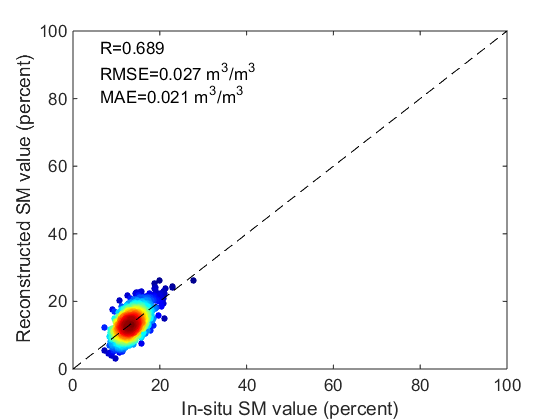 R=0.689
RMSE=0.027 m³/m³
MAE=0.021 m³/m³
100
80
60
40
20
0
Reconstructed SM value (percent)
0 20 40 60 80 100
In-situ SM value (percent)